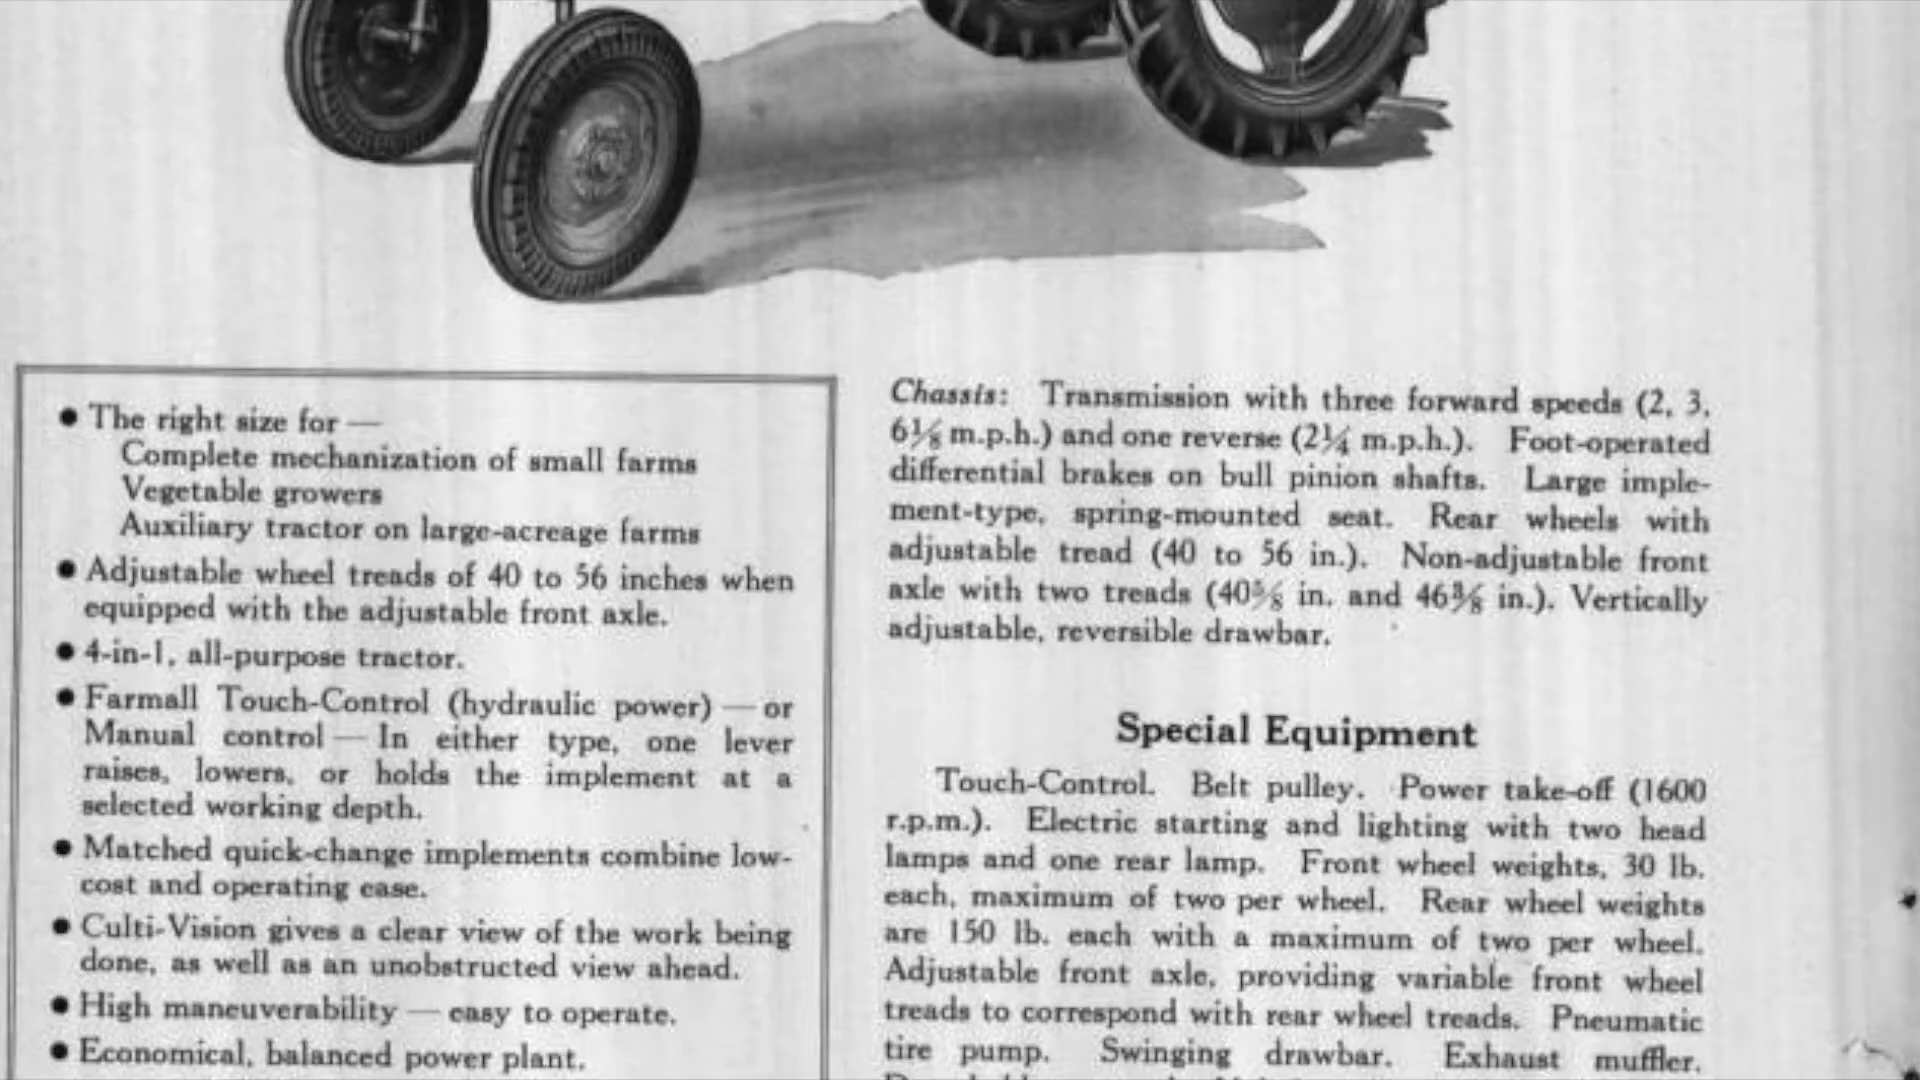 ● The right size for —
Complete mechanization of small farms
Vegetable growers
Auxiliary tractor on large-acreage farms
● Adjustable wheel treads of 40 to 56 inches when
equipped with the adjustable front axle.
● 4-in-1, all-purpose tractor.
● Farmall Touch-Control (hydraulic power) — or
Manual control — In either type, one lever
raises, lowers, or holds the implement at a
selected working depth.
● Matched quick-change implements combine low-
cost and operating ease.
● Culti-Vision gives a clear view of the work being
done, as well as an unobstructed view ahead.
● High maneuverability — easy to operate.
● Economical, balanced power plant.
Chassis: Transmission with three forward speeds (2, 3,
6⅛ m.p.h.) and one reverse (2¼ m.p.h.). Foot-operated
differential brakes on bull pinion shafts. Large imple-
ment-type, spring-mounted seat. Rear wheels with
adjustable tread (40 to 56 in.). Non-adjustable front
axle with two treads (40⅝ in. and 46⅜ in.). Vertically
adjustable, reversible drawbar.
Special Equipment
Touch-Control. Belt pulley. Power take-off (1600
r.p.m.). Electric starting and lighting with two head
lamps and one rear lamp. Front wheel weights, 30 lb.
each, maximum of two per wheel. Rear wheel weights
are 150 lb. each with a maximum of two per wheel.
Adjustable front axle, providing variable front wheel
treads to correspond with rear wheel treads. Pneumatic
tire pump. Swinging drawbar. Exhaust muffler.